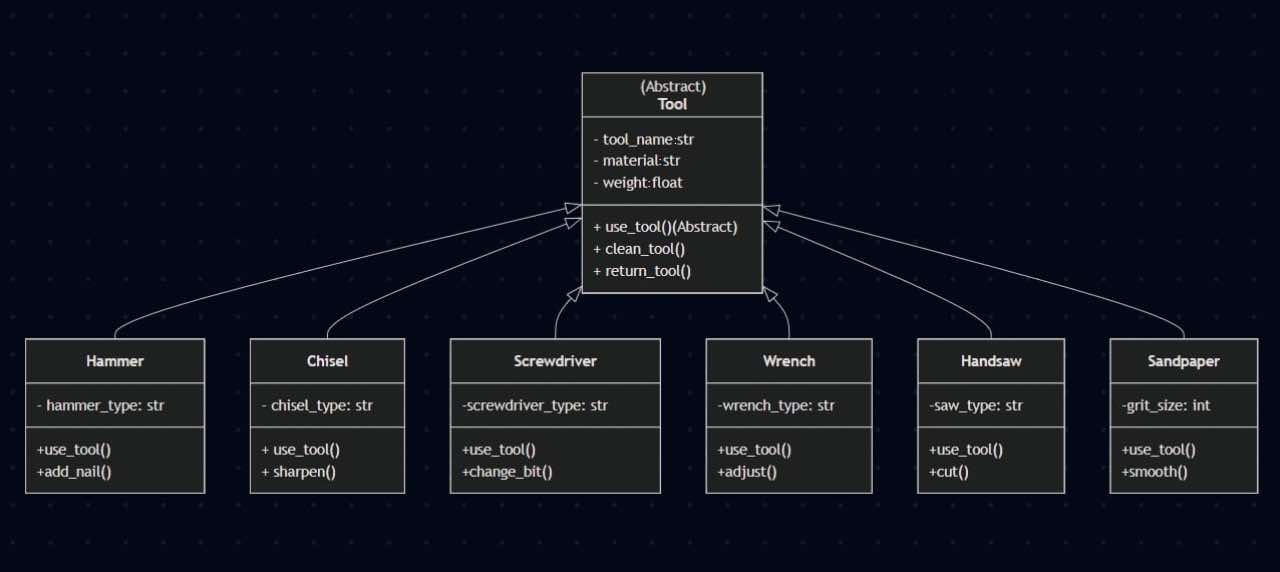 (Abstract)
Tool
- tool_name:str
- material:str
- weight:float
+ use_tool()(Abstract)
+ clean_tool()
+ return_tool()
Hammer
- hammer_type: str
+use_tool()
+add_nail()
Chisel
- chisel_type: str
+ use_tool()
+ sharpen()
Screwdriver
-screwdriver_type: str
+use_tool()
+change_bit()
Wrench
-wrench_type: str
+use_tool()
+adjust()
Handsaw
-saw_type: str
+use_tool()
+cut()
Sandpaper
-grit_size: int
+use_tool()
+smooth()